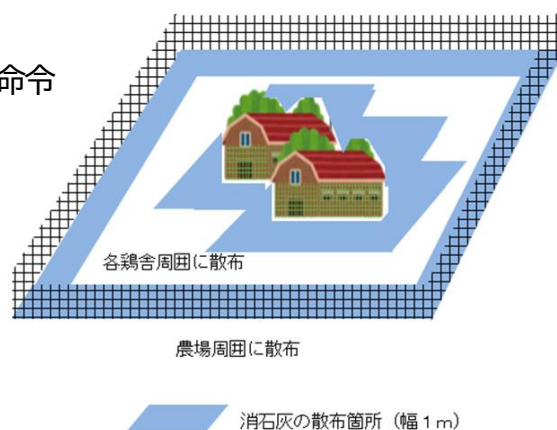 命令
各鶏舎周囲に散布
農場周囲に散布
消石灰の散布箇所（幅１ｍ）